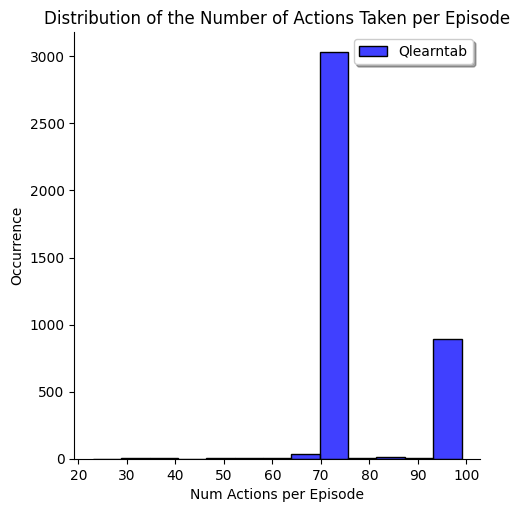 Distribution of the Number of Actions Taken per Episode
Qlearntab
3000
2500
2000
1500
1000
500
0
Occurrence
20 30 40 50 60 70 80 90 100
Num Actions per Episode